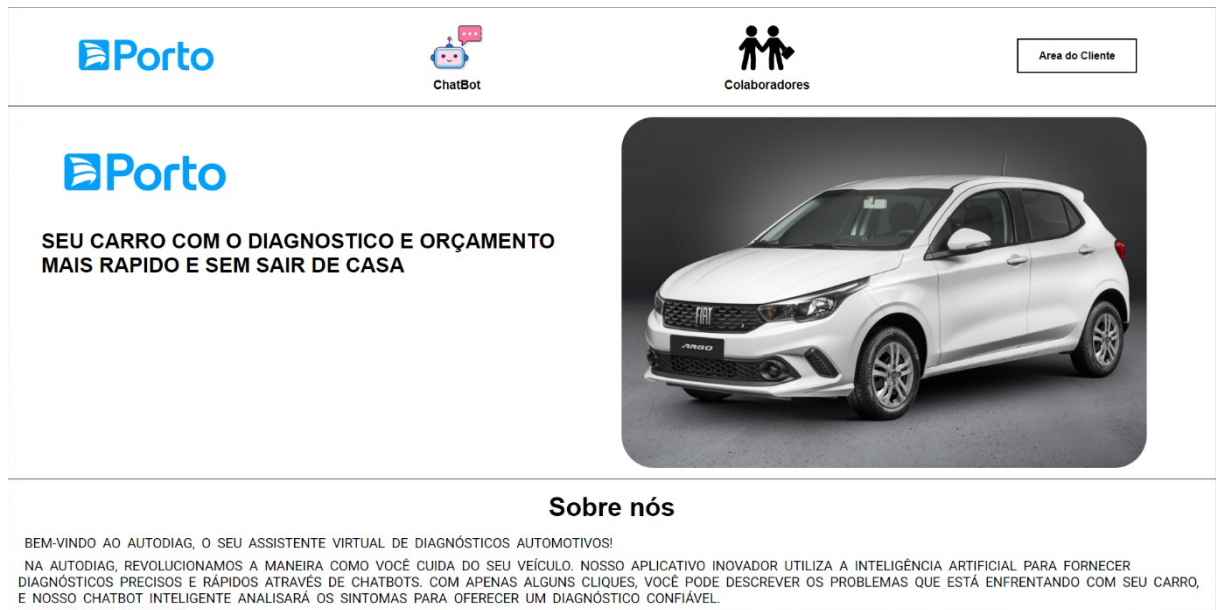 Porto
ChatBot
Colaboradores
Area do Cliente
Porto
SEU CARRO COM O DIAGNOSTICO E ORÇAMENTO
MAIS RAPIDO E SEM SAIR DE CASA
FIAT
ARGO
Sobre nós
BEM-VINDO AO AUTODIAG, O SEU ASSISTENTE VIRTUAL DE DIAGNÓSTICOS AUTOMOTIVOS!
NA AUTODIAG, REVOLUCIONAMOS A MANEIRA COMO VOCÊ CUIDA DO SEU VEÍCULO. NOSSO APLICATIVO INOVADOR UTILIZA A INTELIGÊNCIA ARTIFICIAL PARA FORNECER
DIAGNÓSTICOS PRECISOS E RÁPIDOS ATRAVÉS DE CHATBOTS. COM APENAS ALGUNS CLIQUES, VOCÊ PODE DESCREVER OS PROBLEMAS QUE ESTÁ ENFRENTANDO COM SEU CARRO,
E NOSSO CHATBOT INTELIGENTE ANALISARÁ OS SINTOMAS PARA OFERECER UM DIAGNÓSTICO CONFIÁVEL.